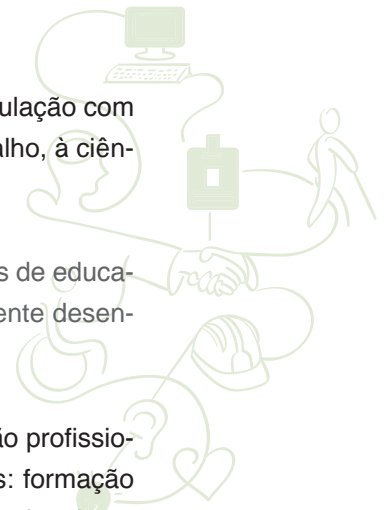 ulação com
alho, à ciên-
s de educa-
ente desen-
ão profissio-
s: formação